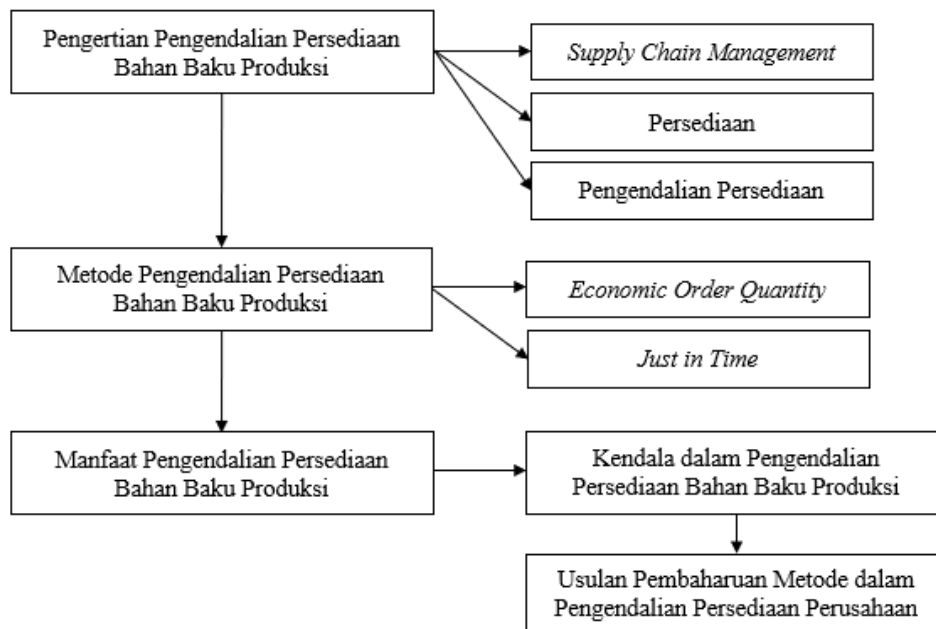 Pengertian Pengendalian Persediaan
Bahan Baku Produksi
Supply Chain Management
Persediaan
Pengendalian Persediaan
Metode Pengendalian Persediaan
Bahan Baku Produksi
Economic Order Quantity
Just in Time
Manfaat Pengendalian Persediaan
Bahan Baku Produksi
Kendala dalam Pengendalian
Persediaan Bahan Baku Produksi
Usulan Pembaharuan Metode dalam
Pengendalian Persediaan Perusahaan